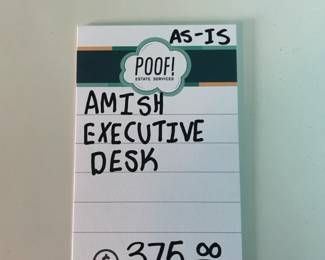 AS-IS
POOF!
ESTATE SERVICES
AMISH
EXECUTIVE
DESK
$ 375 00